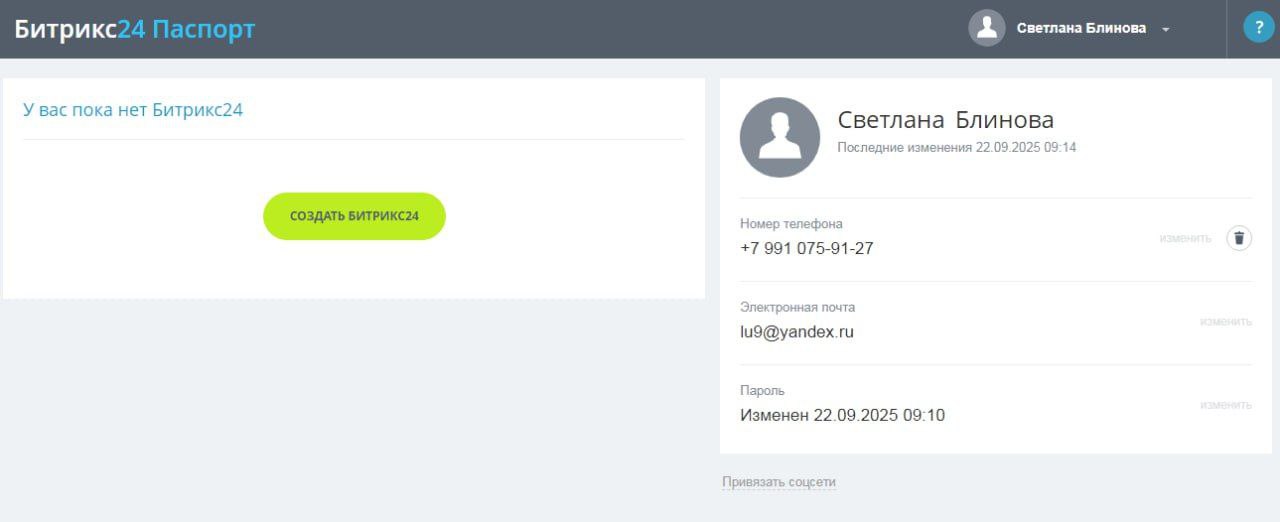 Битрикс24 Паспорт
Светлана Блинова
?
У вас пока нет Битрикс24
СОЗДАТЬ БИТРИКС24
Светлана Блинова
Последние изменения 22.09.2025 09:14
Номер телефона
+7 991 075-91-27
изменить
Электронная почта
lu9@yandex.ru
изменить
Пароль
Изменен 22.09.2025 09:10
изменить
Привязать соцсети